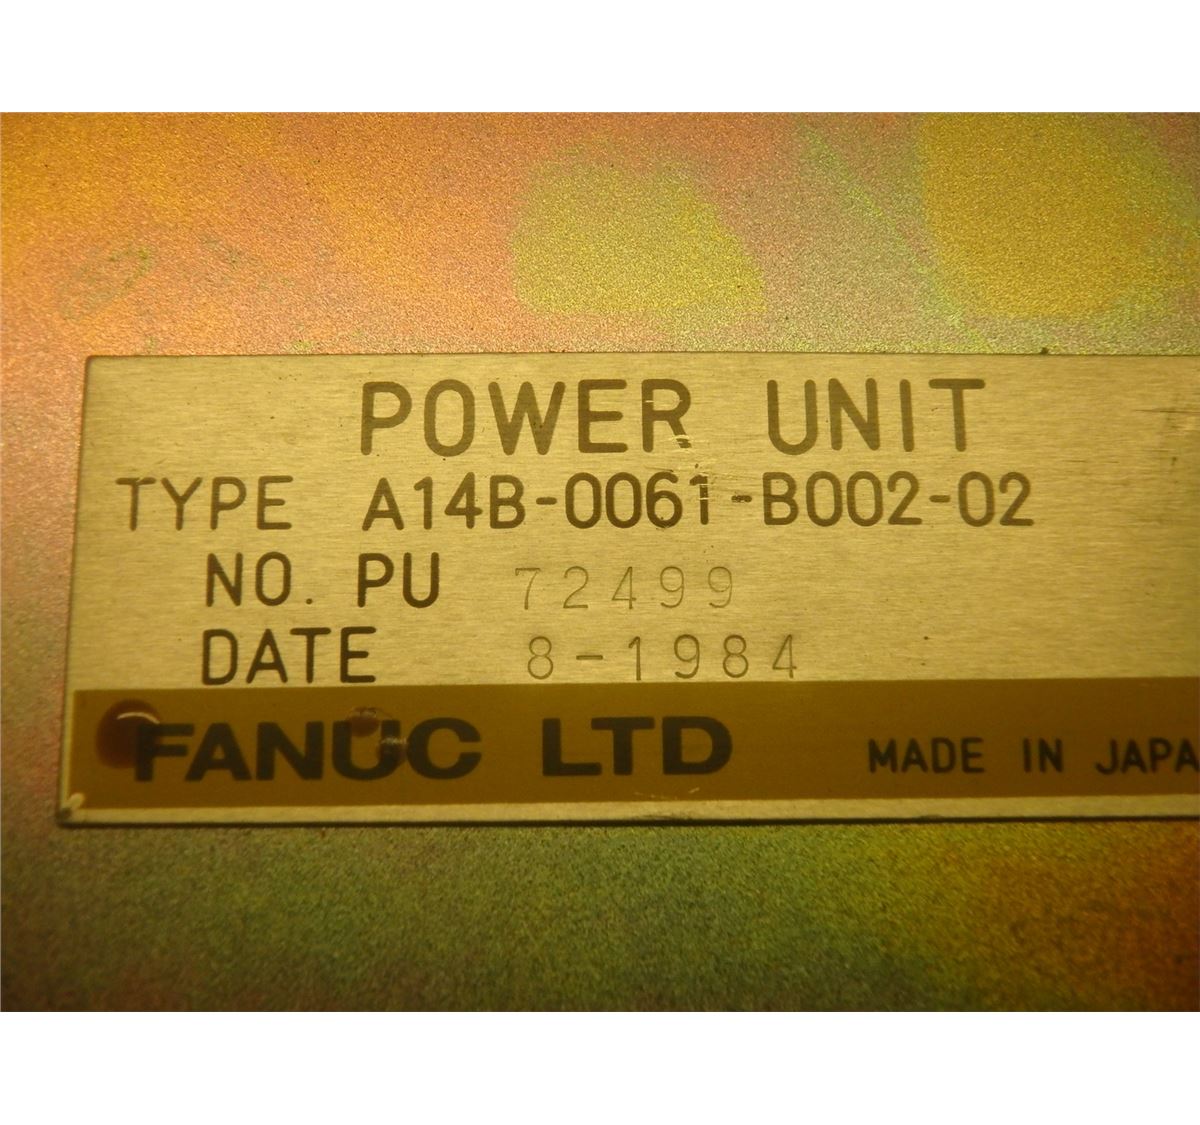 POWER UNIT
TYPE A14B-0061-B002-02
NO. PU 72499
DATE 8-1984
FANUC LTD MADE IN JAPA